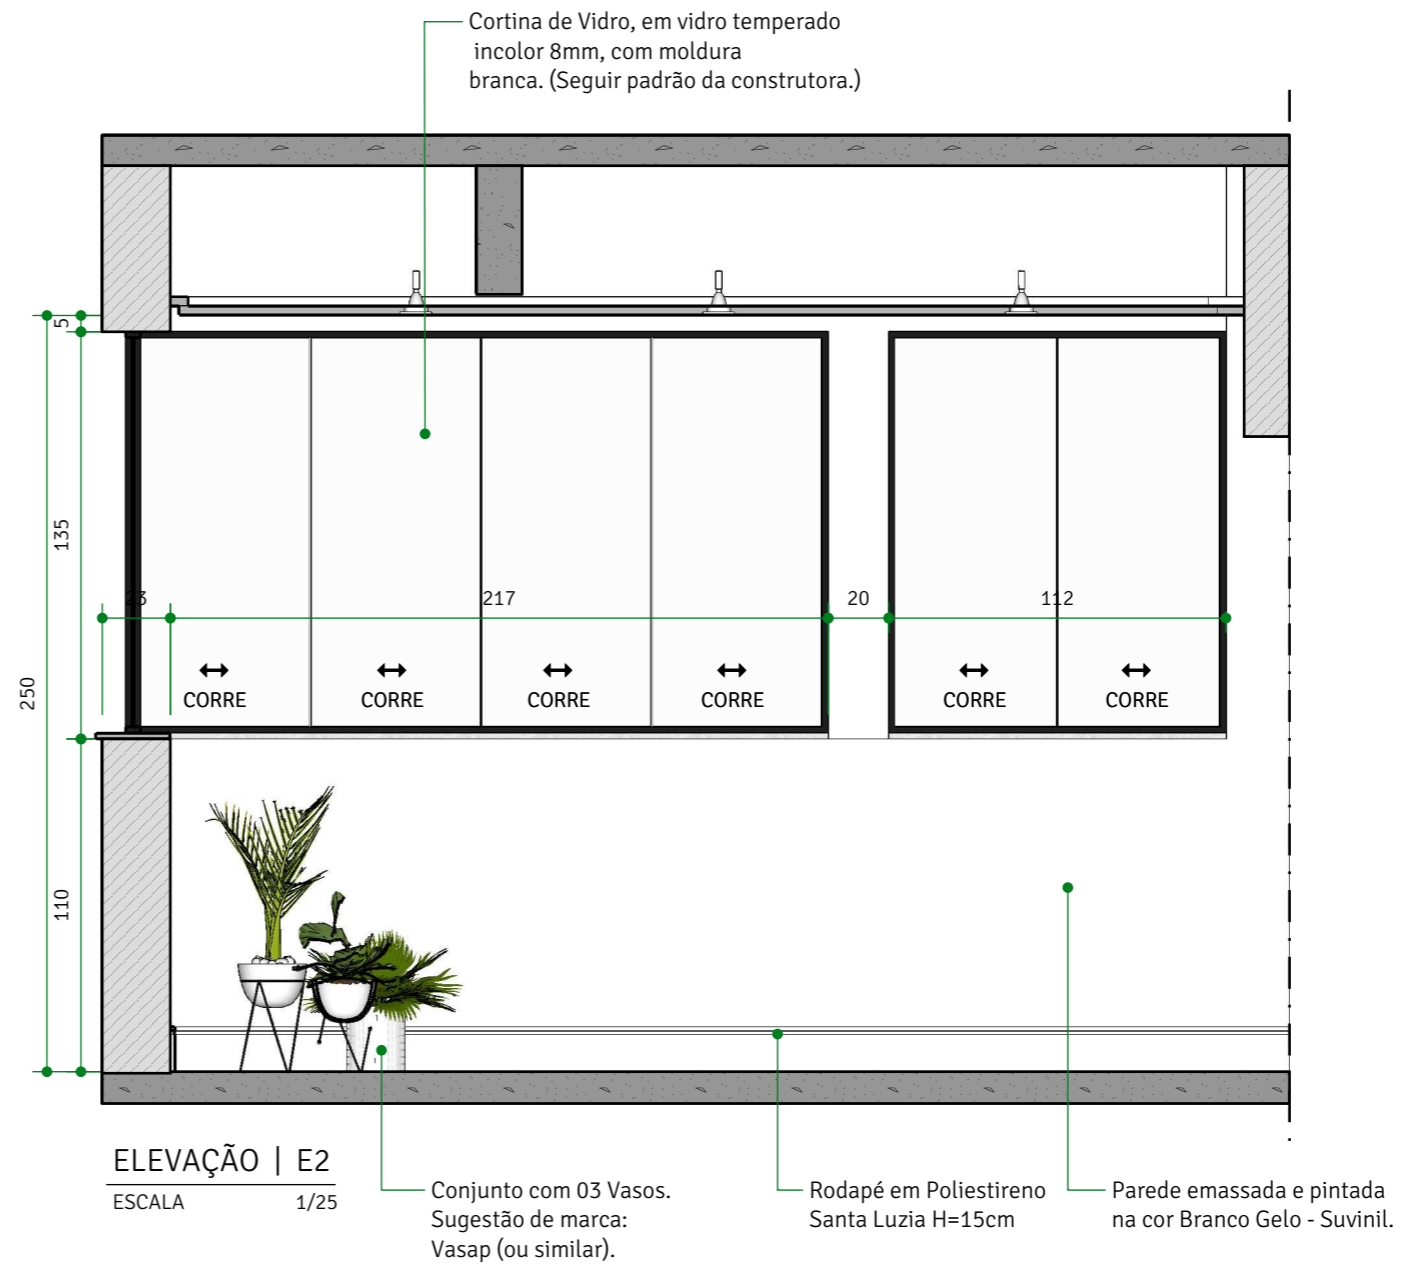 Cortina de Vidro, em vidro temperado
incolor 8mm, com moldura
branca. (Seguir padrão da construtora.)
5
135
250
110
23
217
20
112
CORRE
CORRE
CORRE
CORRE
CORRE
CORRE
ELEVAÇÃO | E2
ESCALA 1/25
Conjunto com 03 Vasos.
Sugestão de marca:
Vasap (ou similar).
Rodapé em Poliestireno
Santa Luzia H=15cm
Parede emassada e pintada
na cor Branco Gelo - Suvinil.